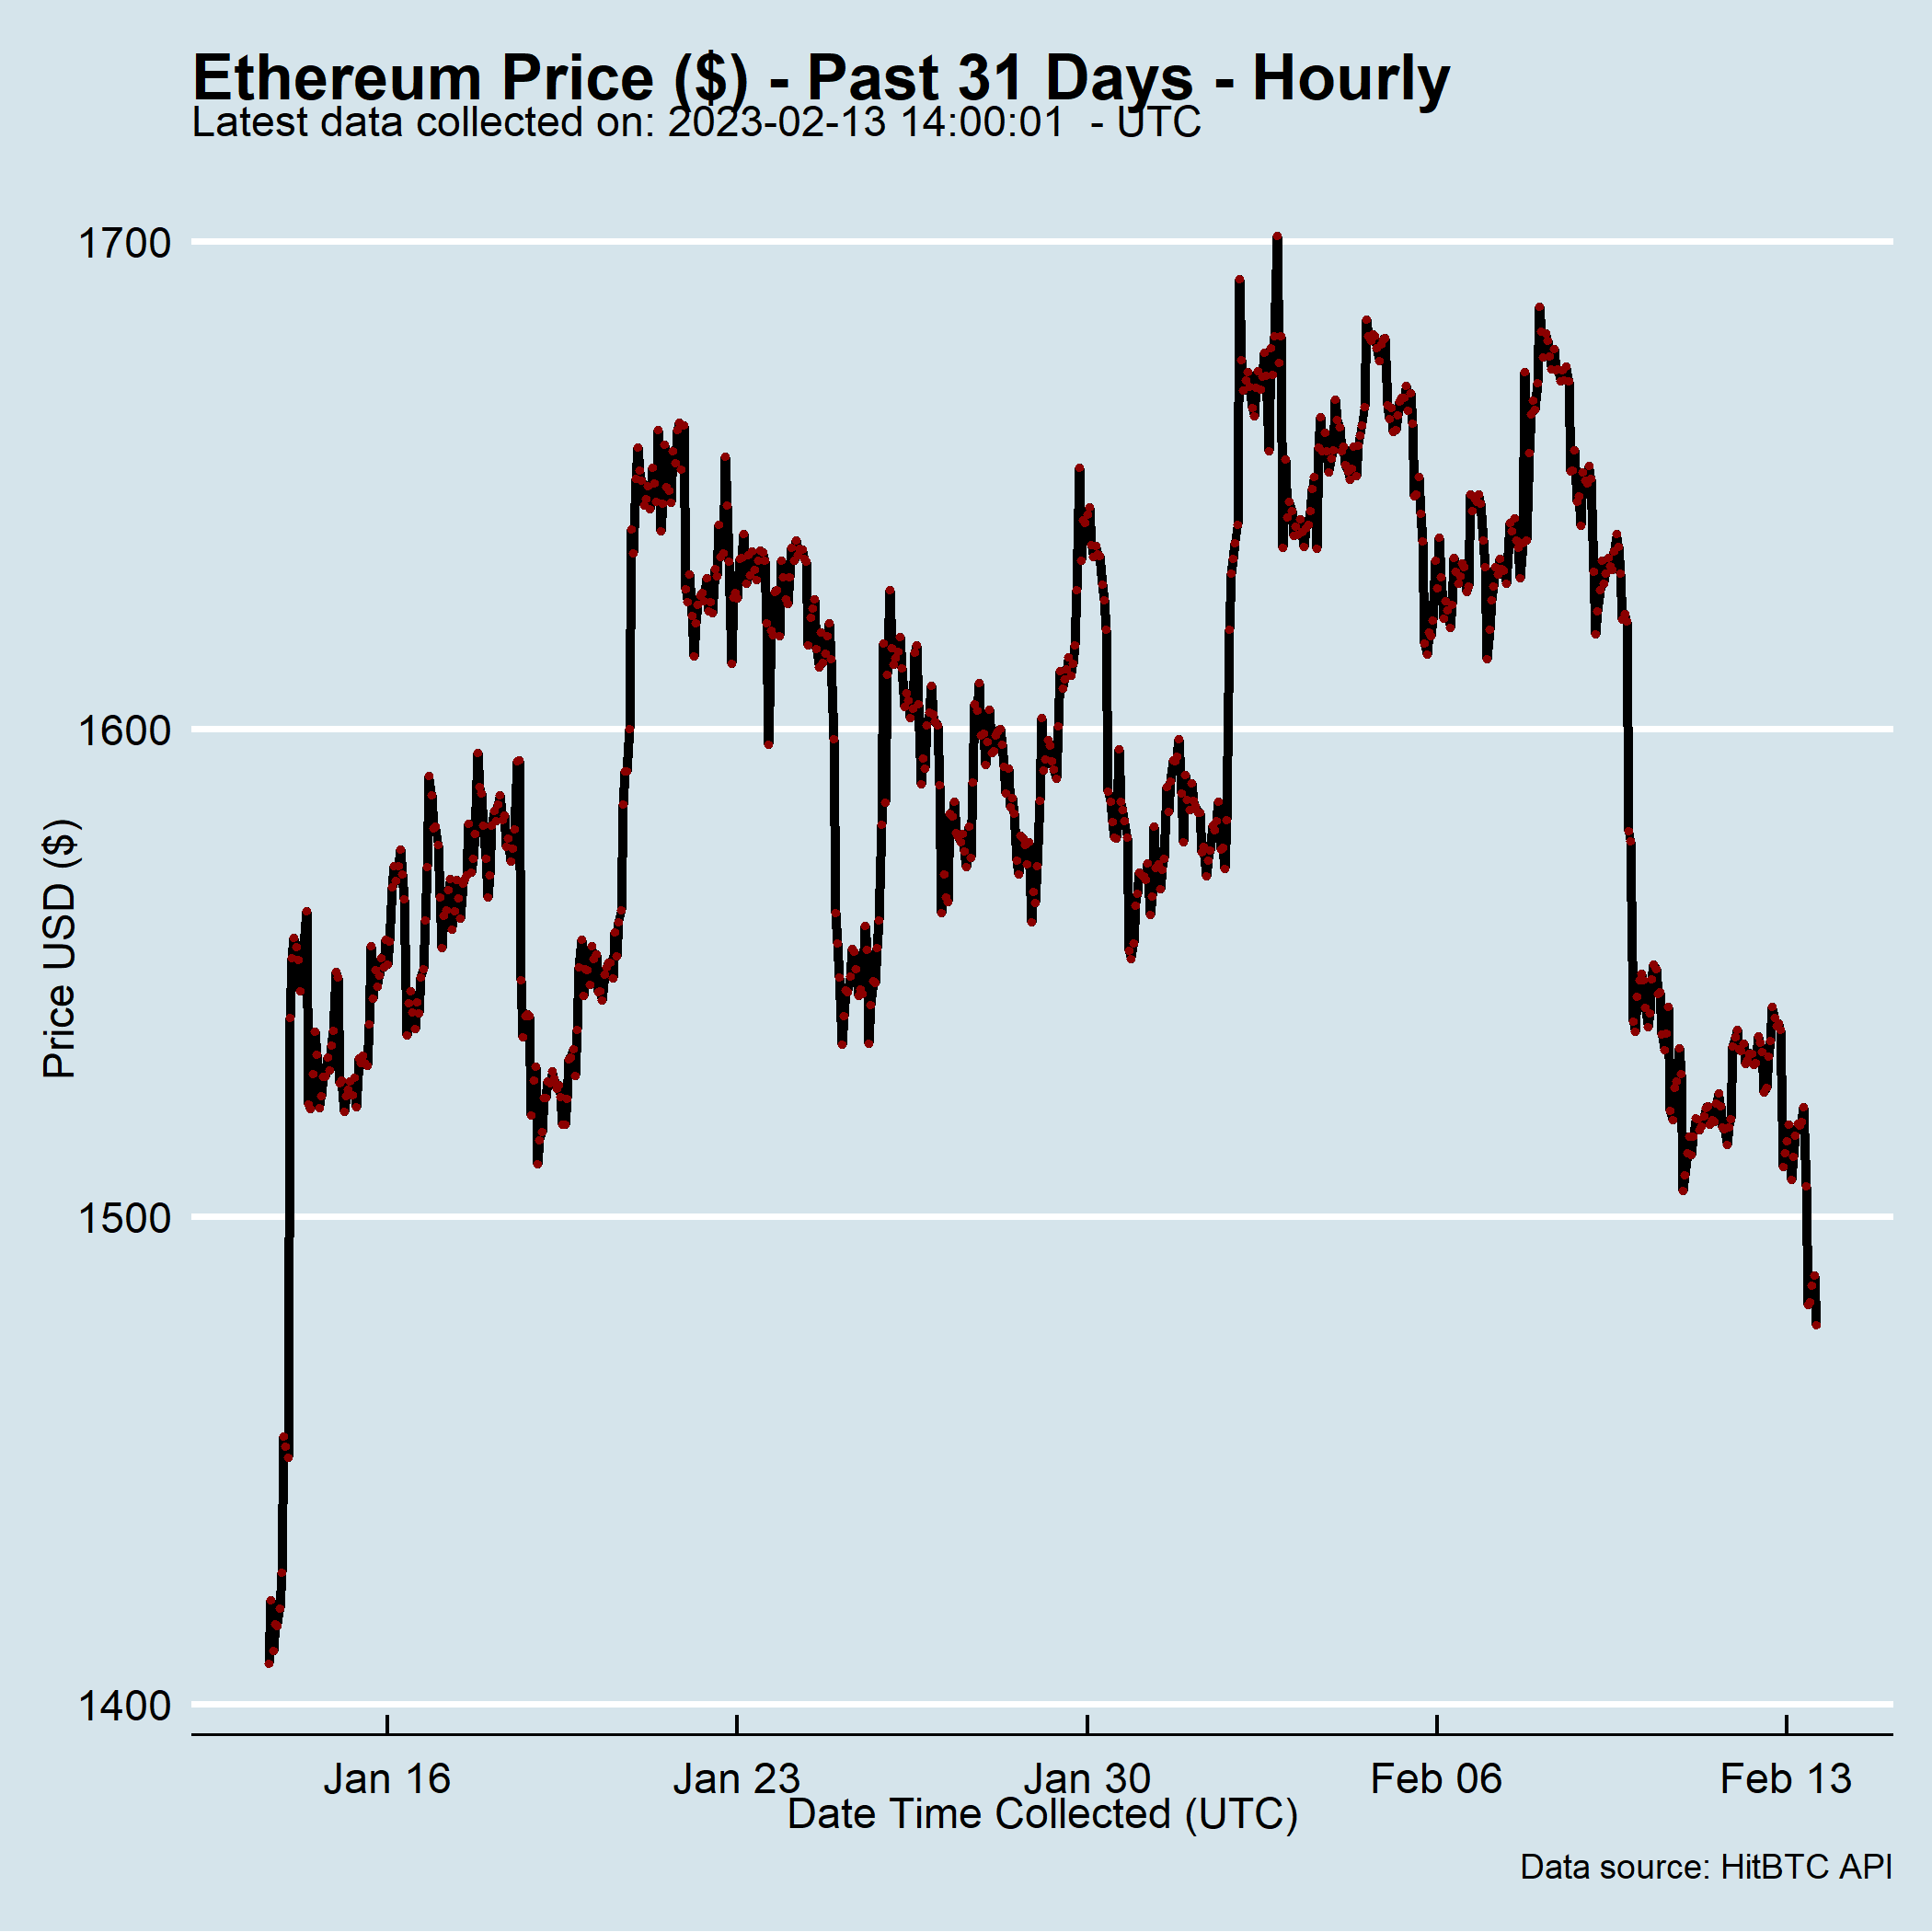 Ethereum Price ($) - Past 31 Days - Hourly
Latest data collected on: 2023-02-13 14:00:01  - UTC
1700
1600
1500
1400
Price USD ($)
Jan 16
Jan 23
Jan 30
Feb 06
Feb 13
Date Time Collected (UTC)
Data source: HitBTC API